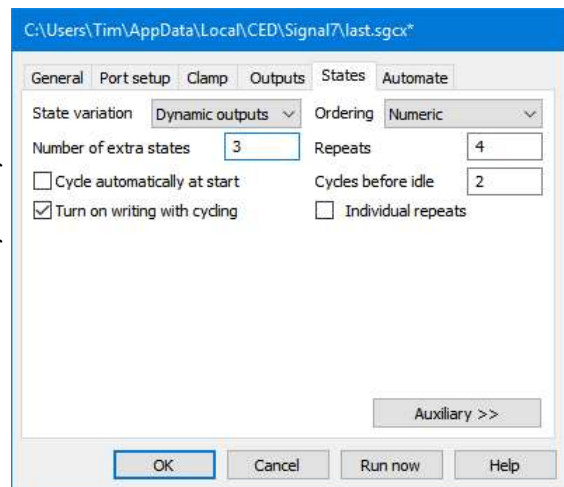 C:\Users\Tim\AppData\Local\CED\Signal7\last.sgcx*
General Port setup Clamp Outputs States Automate
State variation Dynamic outputs Ordering Numeric
Number of extra states 3 Repeats 4
Cycle automatically at start Cycles before idle 2
Turn on writing with cycling Individual repeats
Auxiliary >>
OK Cancel Run now Help